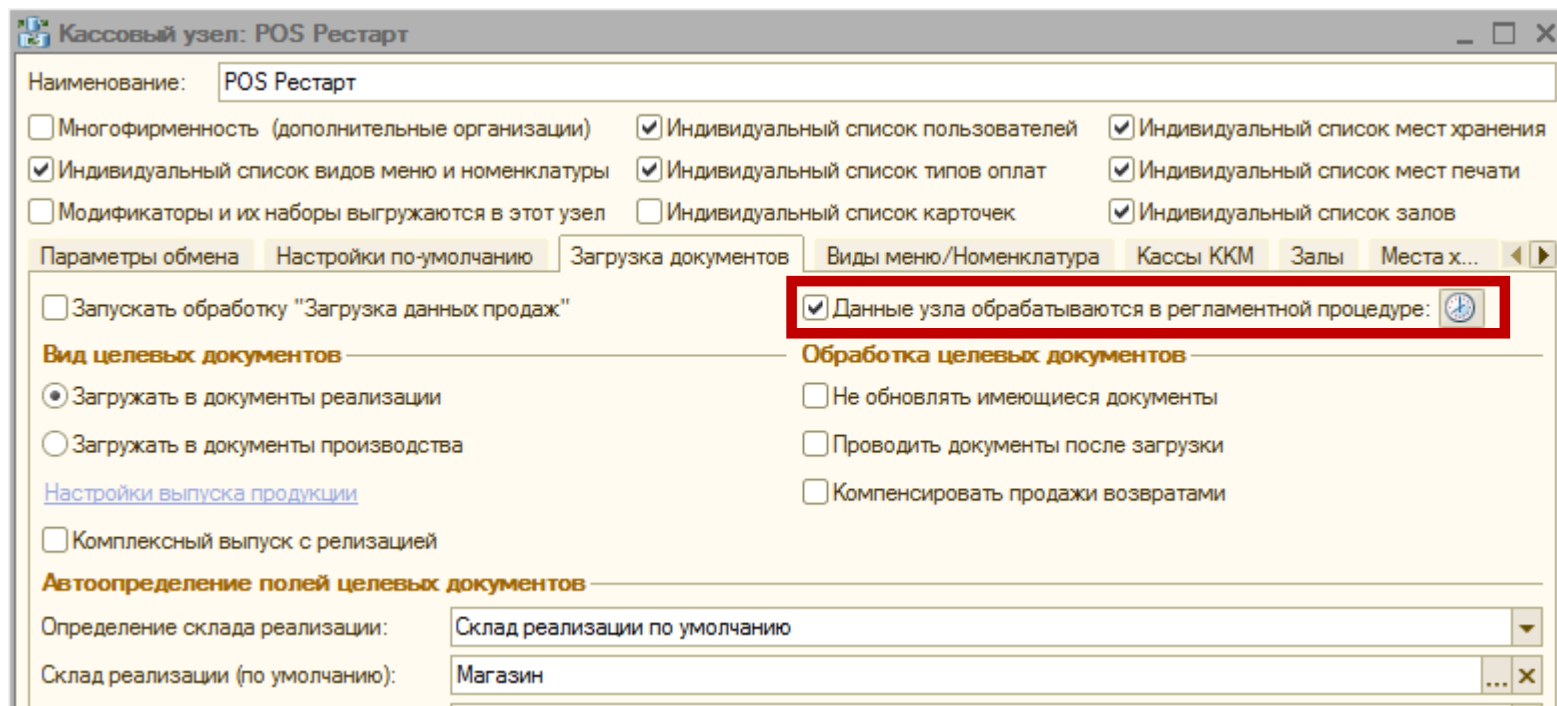 Кассовый узел: POS Рестарт
Наименование: POS Рестарт
Многофирменность (дополнительные организации) Индивидуальный список пользователей Индивидуальный список мест хранения
Индивидуальный список видов меню и номенклатуры Индивидуальный список типов оплат Индивидуальный список мест печати
Модификаторы и их наборы выгружаются в этот узел Индивидуальный список карточек Индивидуальный список залов
Параметры обмена Настройки по-умолчанию Загрузка документов Виды меню/Номенклатура Кассы ККМ Залы Места х...
Запускать обработку "Загрузка данных продаж" Данные узла обрабатываются в регламентной процедуре:
Вид целевых документов Обработка целевых документов
Загружать в документы реализации Не обновлять имеющиеся документы
Загружать в документы производства Проводить документы после загрузки
Настройки выпуска продукции Компенсировать продажи возвратами
Комплексный выпуск с релизацией
Автоопределение полей целевых документов
Определение склада реализации: Склад реализации по умолчанию
Склад реализации (по умолчанию): Магазин ...